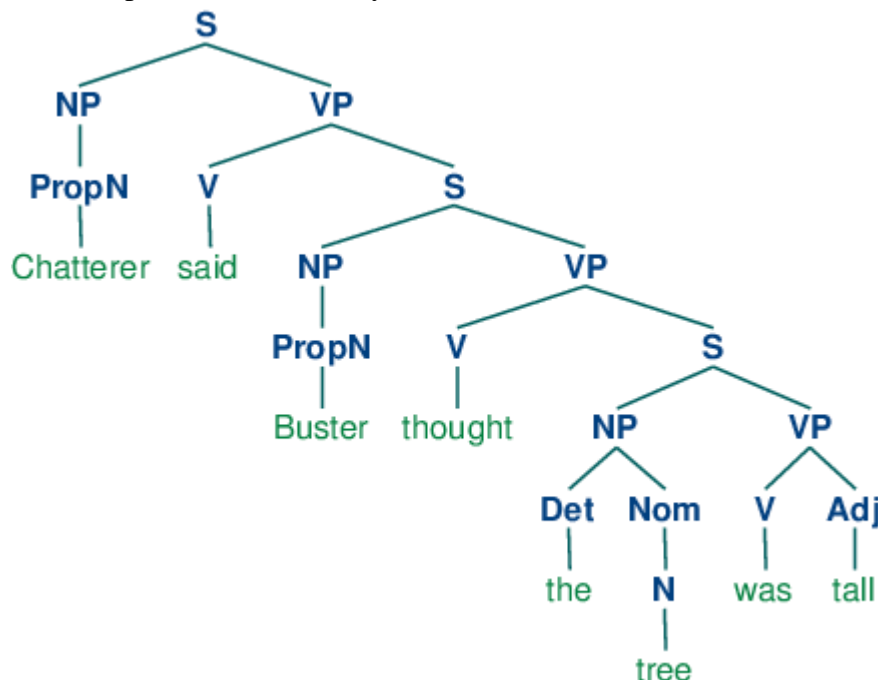 S
NP VP
PropN V S
Chatterer said NP VP
PropN V S
Buster thought NP VP
Det Nom V Adj
the N was tall
tree